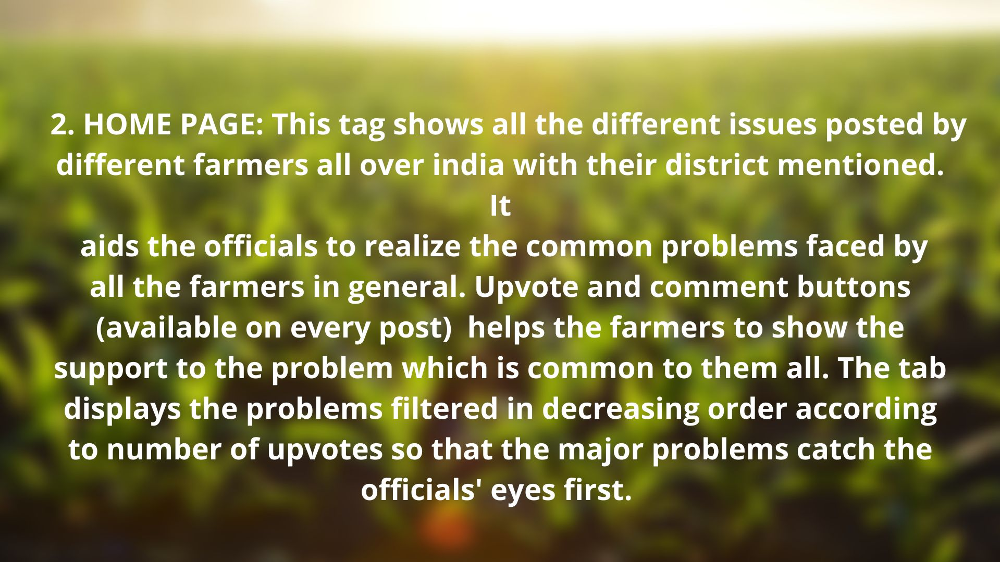 2. HOME PAGE: This tag shows all the different issues posted by
different farmers all over india with their district mentioned.
It
aids the officials to realize the common problems faced by
all the farmers in general. Upvote and comment buttons
(available on every post)  helps the farmers to show the
support to the problem which is common to them all. The tab
displays the problems filtered in decreasing order according
to number of upvotes so that the major problems catch the
officials' eyes first.